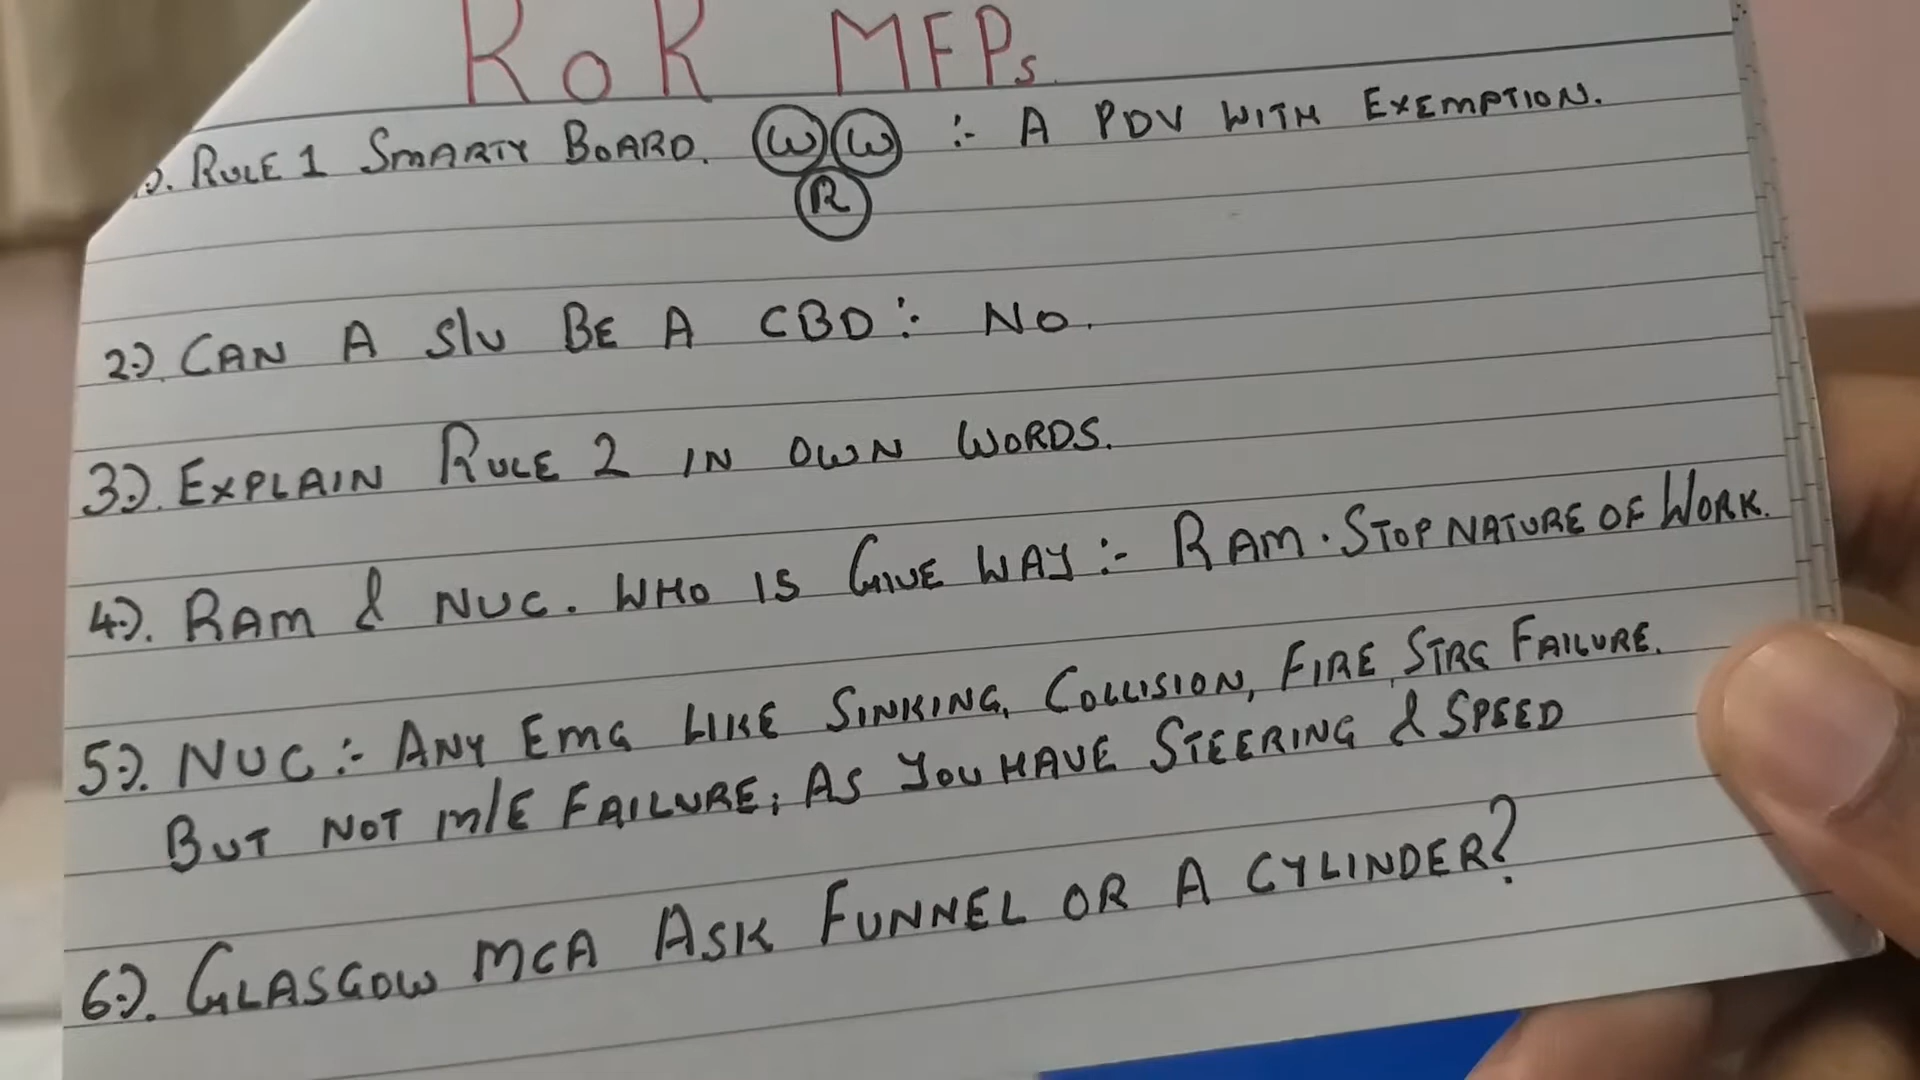 RoR MFPs.
1). RULE 1 SMARTY BOARD. W W :- A PDV WITH EXEMPTION.
R
2). CAN A S/V BE A CBD :- NO.
3). EXPLAIN RULE 2 IN OWN WORDS.
4). RAM & NUC. WHO IS GIVE WAY :- RAM. STOP NATURE OF WORK.
5). NUC :- ANY EMG LIKE SINKING, COLLISION, FIRE, STRG FAILURE.
BUT NOT M/E FAILURE; AS YOU HAVE STEERING & SPEED
6). GLASGOW MCA ASK FUNNEL OR A CYLINDER?